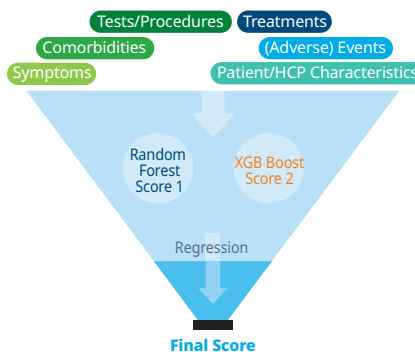 Tests/Procedures
Treatments
Comorbidities
(Adverse) Events
Symptoms
Patient/HCP Characteristics
Random
Forest
Score 1
XGB Boost
Score 2
Regression
Final Score